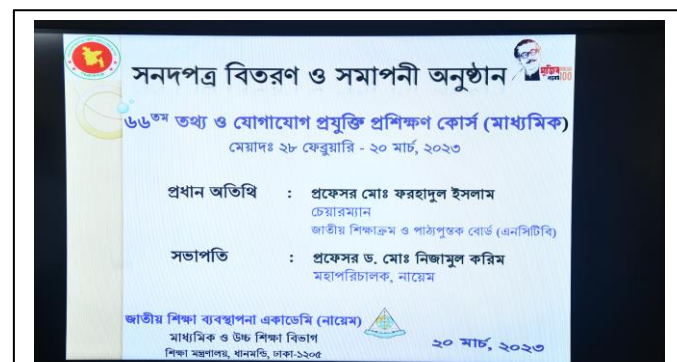 সনদপত্র বিতরণ ও সমাপনী অনুষ্ঠান
৬৬তম তথ্য ও যোগাযোগ প্রযুক্তি প্রশিক্ষণ কোর্স (মাধ্যমিক)
মেয়াদঃ ২৮ ফেব্রুয়ারি - ২০ মার্চ, ২০২৩
প্রধান অতিথি : প্রফেসর মোঃ ফরহাদুল ইসলাম
চেয়ারম্যান
জাতীয় শিক্ষাক্রম ও পাঠ্যপুস্তক বোর্ড (এনসিটিবি)
সভাপতি : প্রফেসর ড. মোঃ নিজামুল করিম
মহাপরিচালক, নায়েম
জাতীয় শিক্ষা ব্যবস্থাপনা একাডেমি (নায়েম)
মাধ্যমিক ও উচ্চ শিক্ষা বিভাগ
শিক্ষা মন্ত্রণালয়, ধানমন্ডি, ঢাকা-১২০৫
২০ মার্চ, ২০২৩